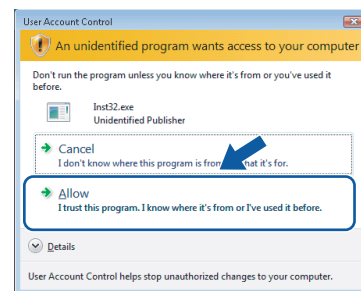 User Account Control
An unidentified program wants access to your computer
Don't run the program unless you know where it's from or you've used it
before.
Inst32.exe
Unidentified Publisher
Cancel
I don't know where this program is from hat it's for.
Allow
I trust this program. I know where it's from or I've used it before.
Details
User Account Control helps stop unauthorized changes to your computer.